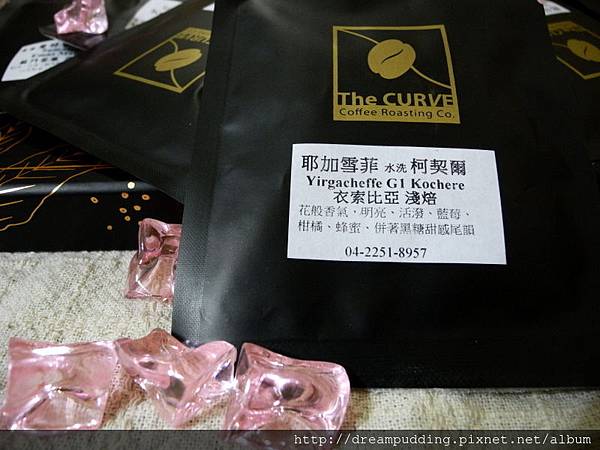 The CURVE
Coffee Roasting Co.
耶加雪菲 水洗 柯契爾
Yirgacheffe G1 Kochere
衣索比亞 淺焙
花般香氣、明亮、活潑、藍莓、
柑橘、蜂蜜、併著黑糖甜感尾韻
04-2251-8957
http://dreampudding.pixnet.net/album